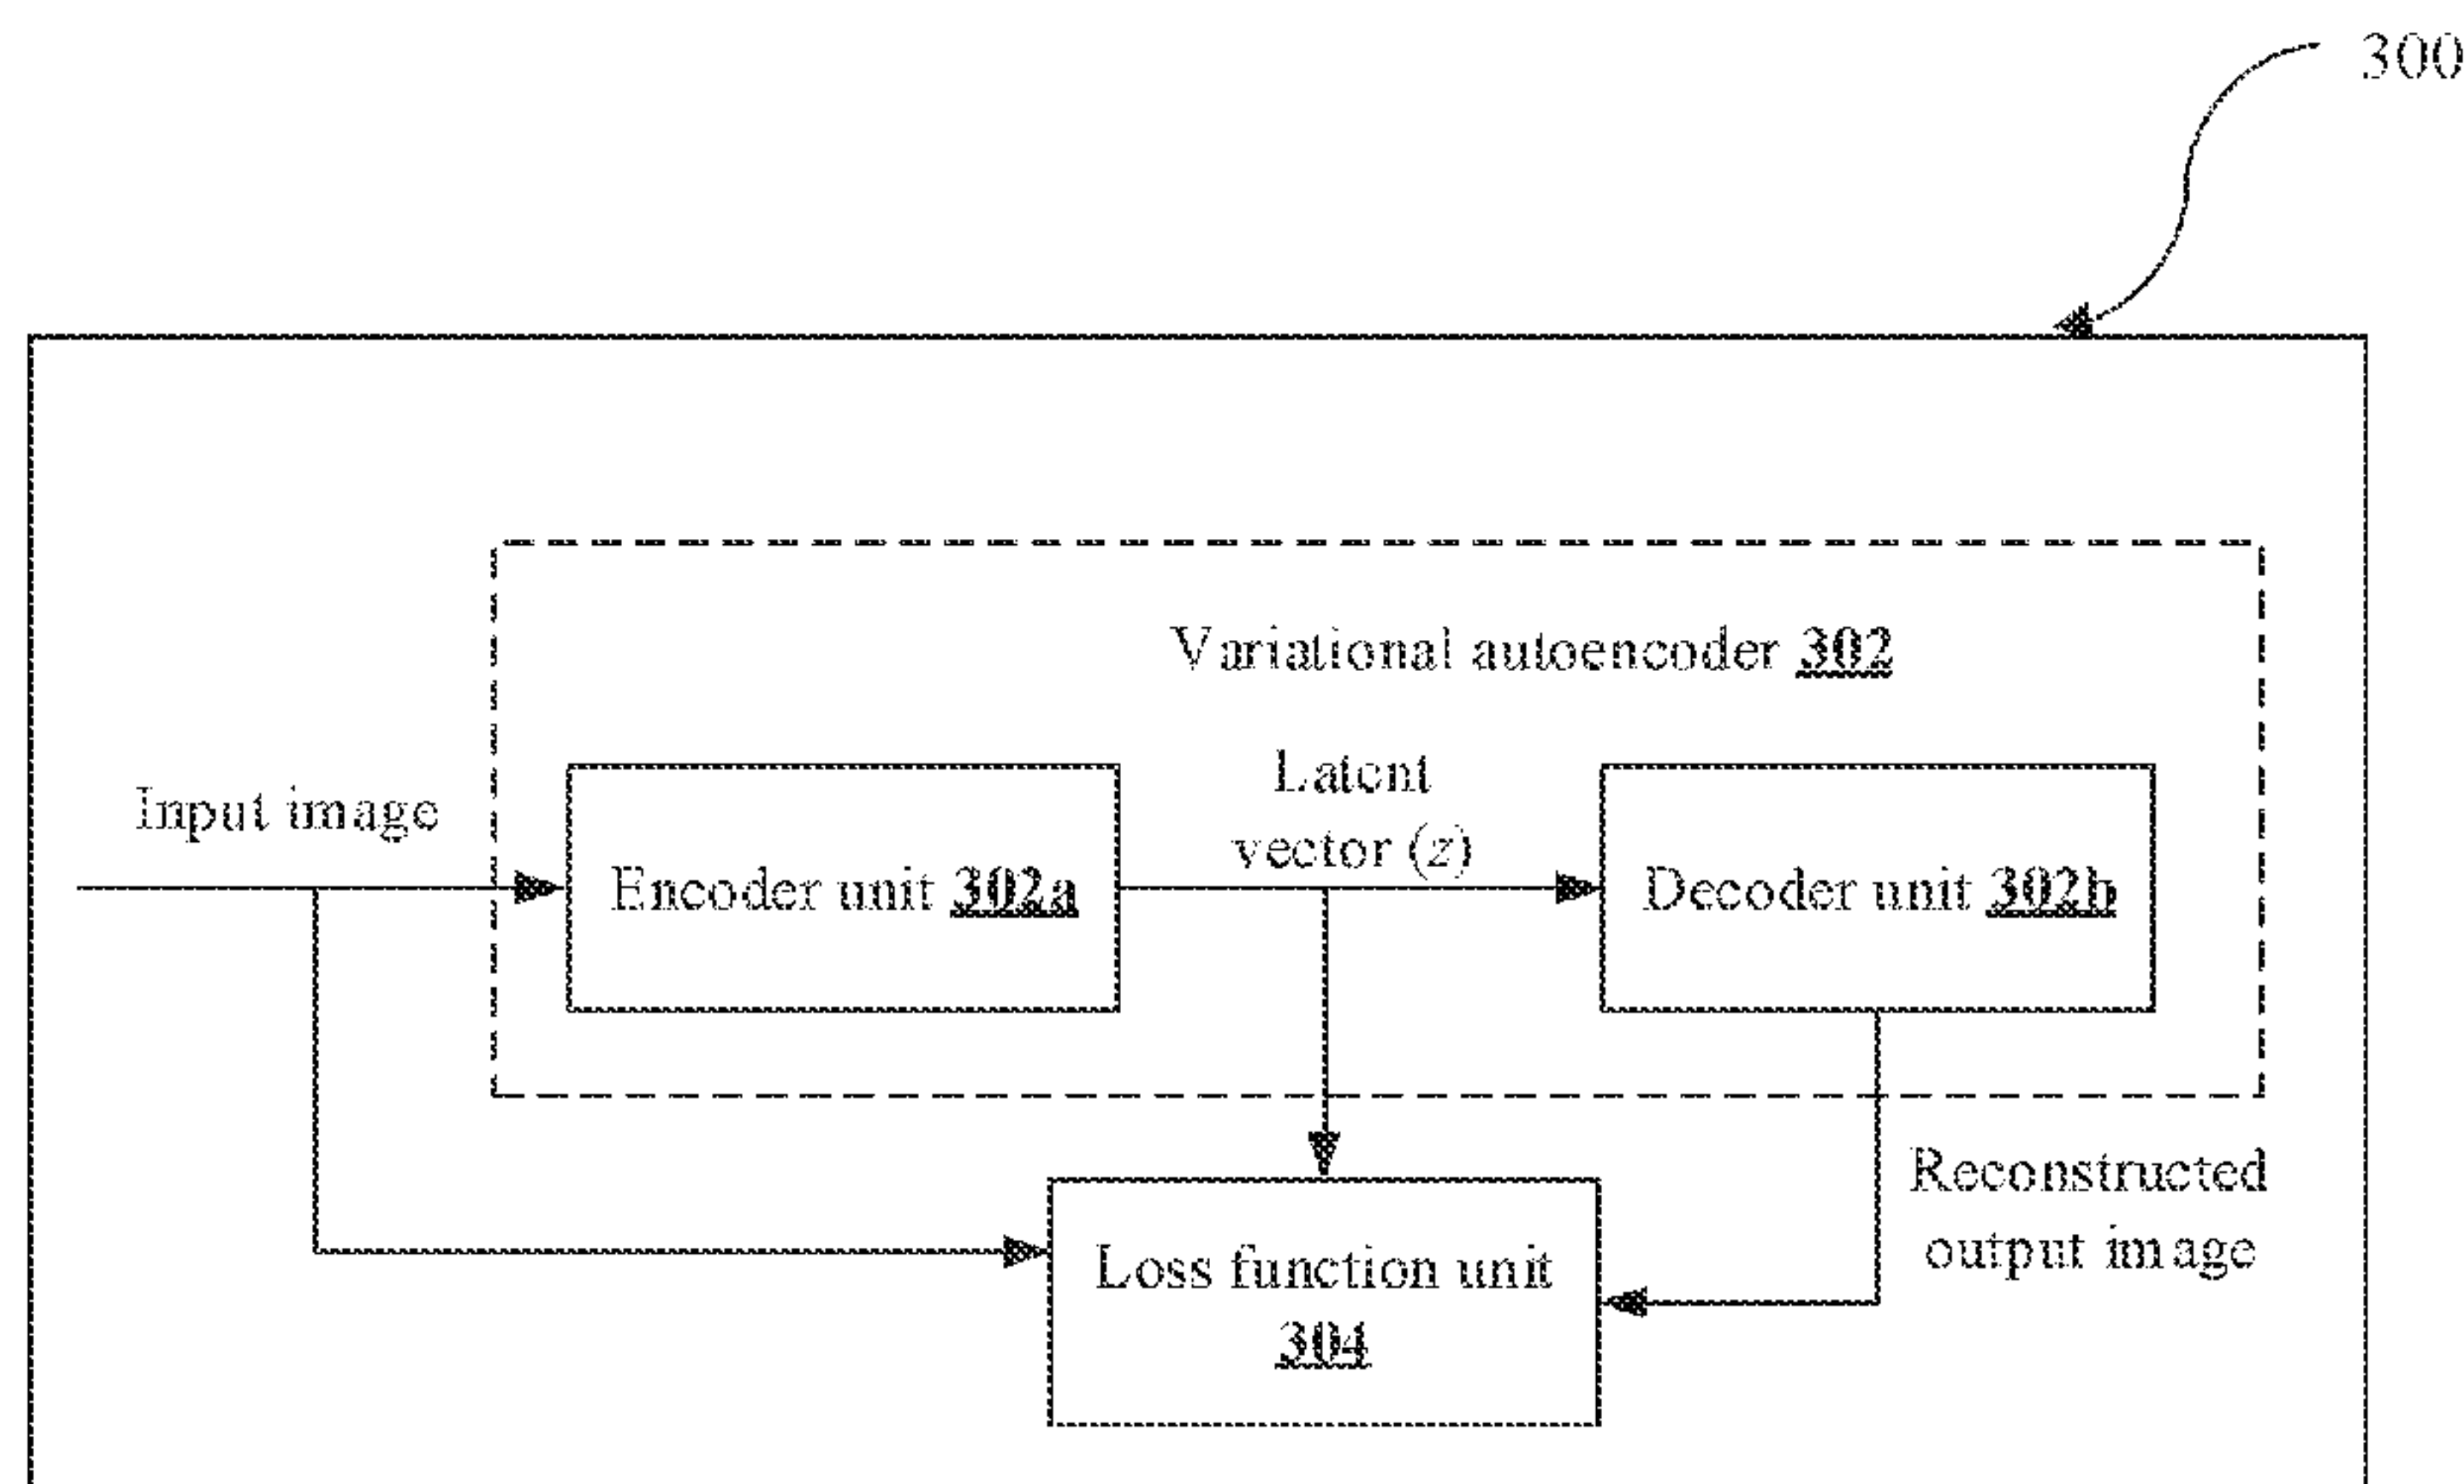 300
Variational autoencoder 302
Input image
Latent
vector (z)
Encoder unit 302a
Decoder unit 302b
Reconstructed
output image
Loss function unit
304